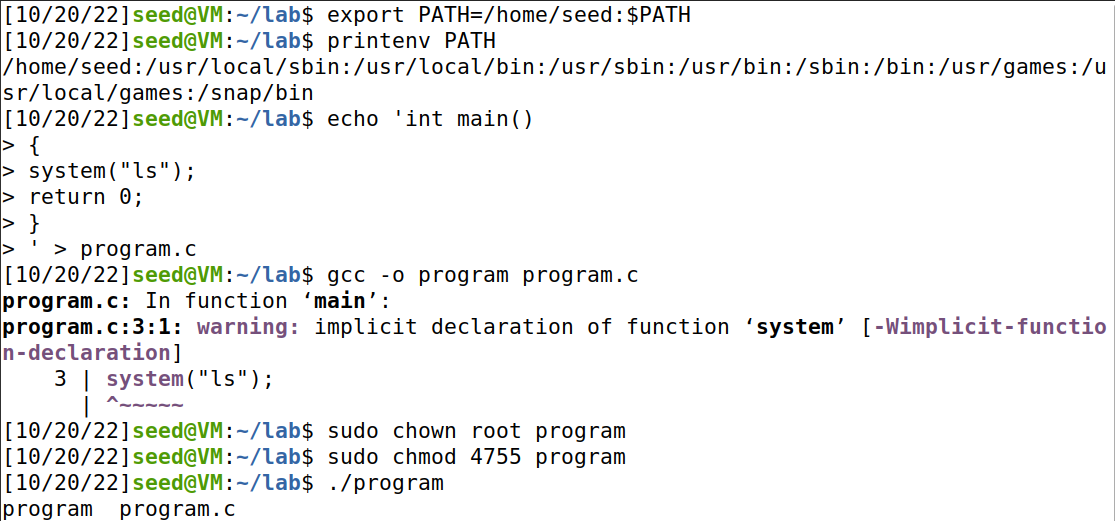 [10/20/22]seed@VM:~/lab$ export PATH=/home/seed:$PATH
[10/20/22]seed@VM:~/lab$ printenv PATH
/home/seed:/usr/local/sbin:/usr/local/bin:/usr/sbin:/usr/bin:/sbin:/bin:/usr/games:/u
sr/local/games:/snap/bin
[10/20/22]seed@VM:~/lab$ echo 'int main()
> {
> system("ls");
> return 0;
> }
> ' > program.c
[10/20/22]seed@VM:~/lab$ gcc -o program program.c
program.c: In function ‘main’:
program.c:3:1: warning: implicit declaration of function ‘system’ [-Wimplicit-functio
n-declaration]
    3 | system("ls");
      | ^~~~~~
[10/20/22]seed@VM:~/lab$ sudo chown root program
[10/20/22]seed@VM:~/lab$ sudo chmod 4755 program
[10/20/22]seed@VM:~/lab$ ./program
program  program.c